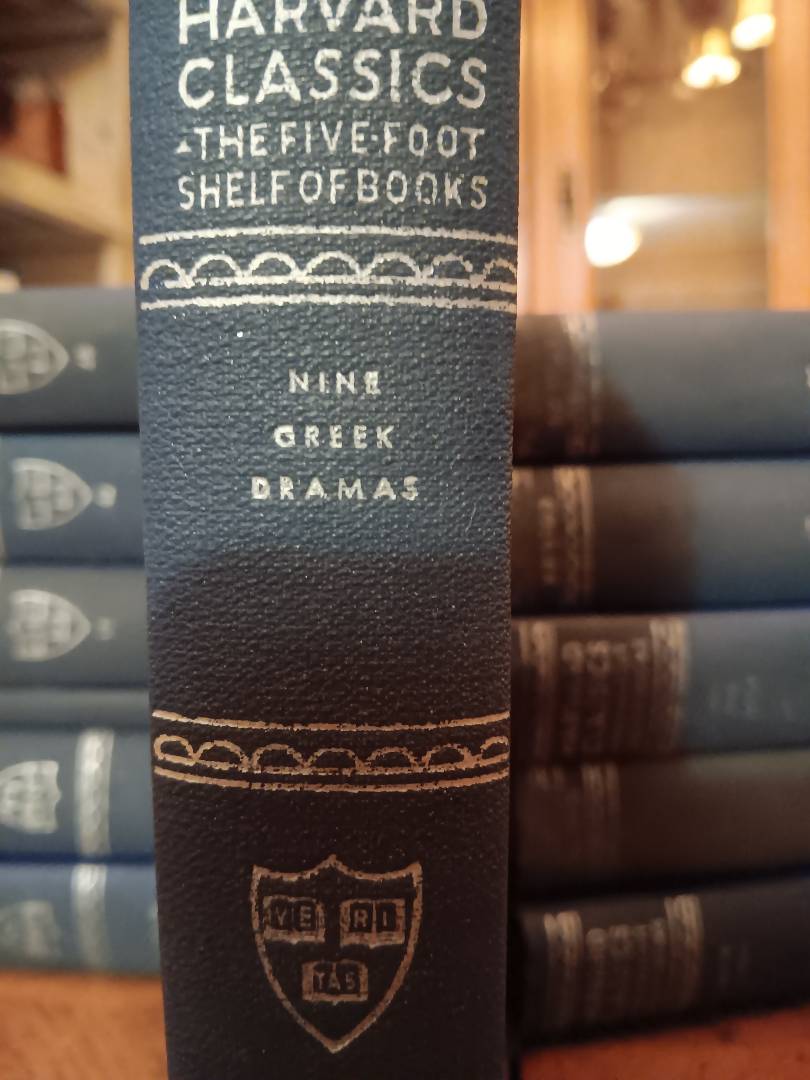 HARVARD
CLASSICS
THE FIVE·FOOT
SHELF OF BOOKS
NINE
GREEK
DRAMAS
VE RI
TAS